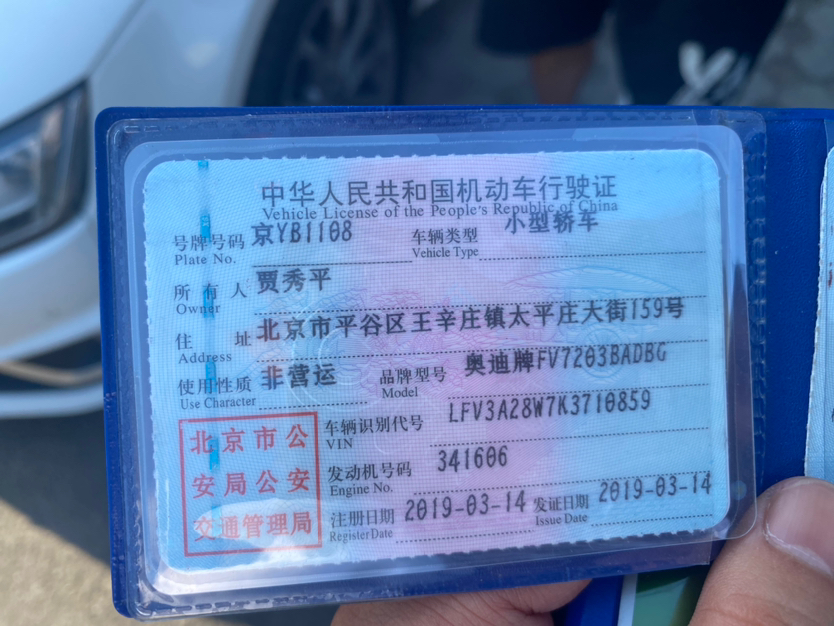 中华人民共和国机动车行驶证
Vehicle License of the People's Republic of China
号牌号码 京YB1108 车辆类型 小型轿车
Plate No. Vehicle Type
所有人 贾秀平
Owner
住址 北京市平谷区王辛庄镇太平庄大街159号
Address
使用性质 非营运 品牌型号 奥迪牌FV7203BADBG
Use Character Model
车辆识别代号 LFV3A28W7K3710859
VIN
发动机号码 341606
Engine No.
注册日期 2019-03-14 发证日期 2019-03-14
Register Date Issue Date
北京市公
安局公安
交通管理局